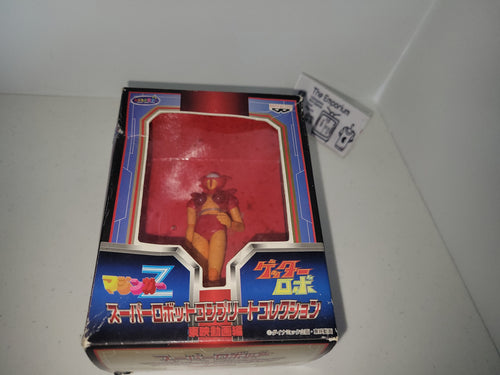 The Emporium
BANPRESTO
マジンガーZ
ゲッターロボ
スーパーロボットコンプリートコレクション
東映動画編